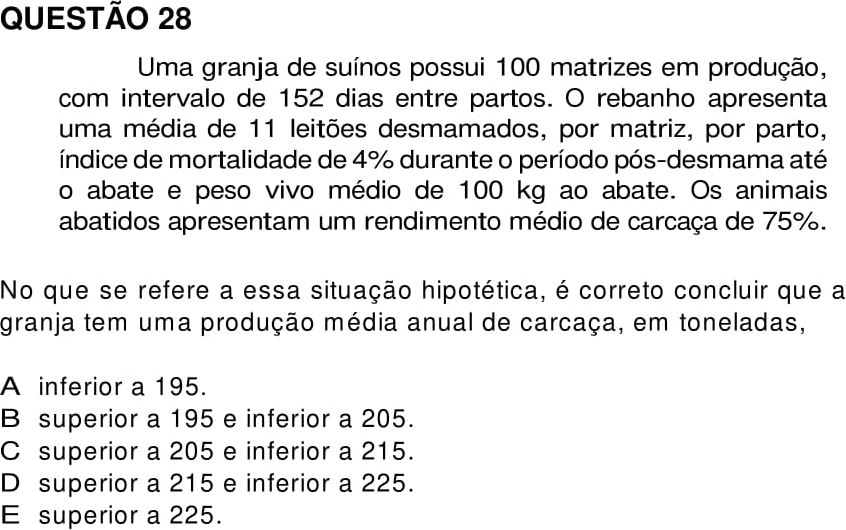 QUESTÃO 28
Uma granja de suínos possui 100 matrizes em produção,
com intervalo de 152 dias entre partos. O rebanho apresenta
uma média de 11 leitões desmamados, por matriz, por parto,
índice de mortalidade de 4% durante o período pós-desmama até
o abate e peso vivo médio de 100 kg ao abate. Os animais
abatidos apresentam um rendimento médio de carcaça de 75%.
No que se refere a essa situação hipotética, é correto concluir que a
granja tem uma produção média anual de carcaça, em toneladas,
A inferior a 195.
B superior a 195 e inferior a 205.
C superior a 205 e inferior a 215.
D superior a 215 e inferior a 225.
E superior a 225.